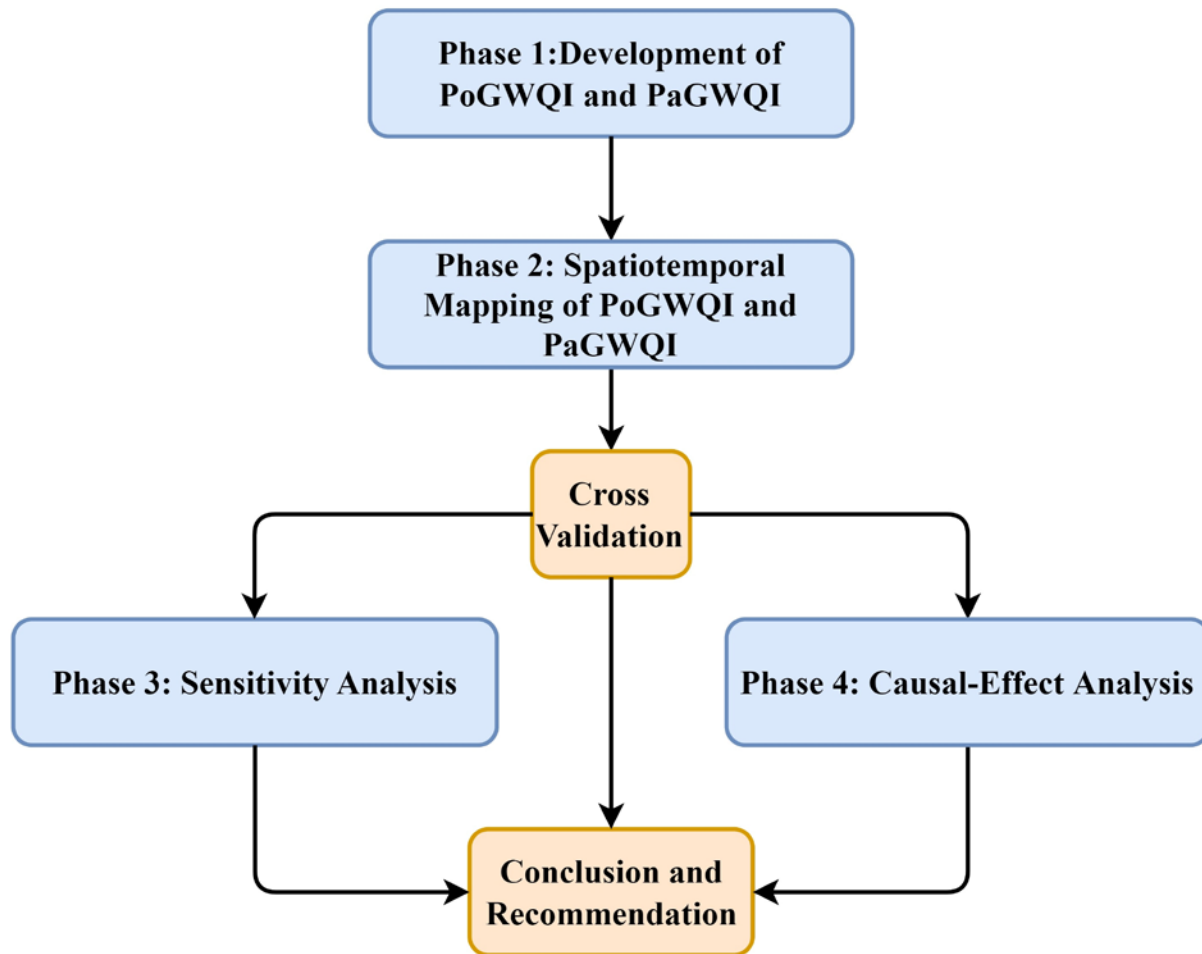 Phase 1:Development of
PoGWQI and PaGWQI
Phase 2: Spatiotemporal
Mapping of PoGWQI and
PaGWQI
Cross
Validation
Phase 3: Sensitivity Analysis
Phase 4: Causal-Effect Analysis
Conclusion and
Recommendation